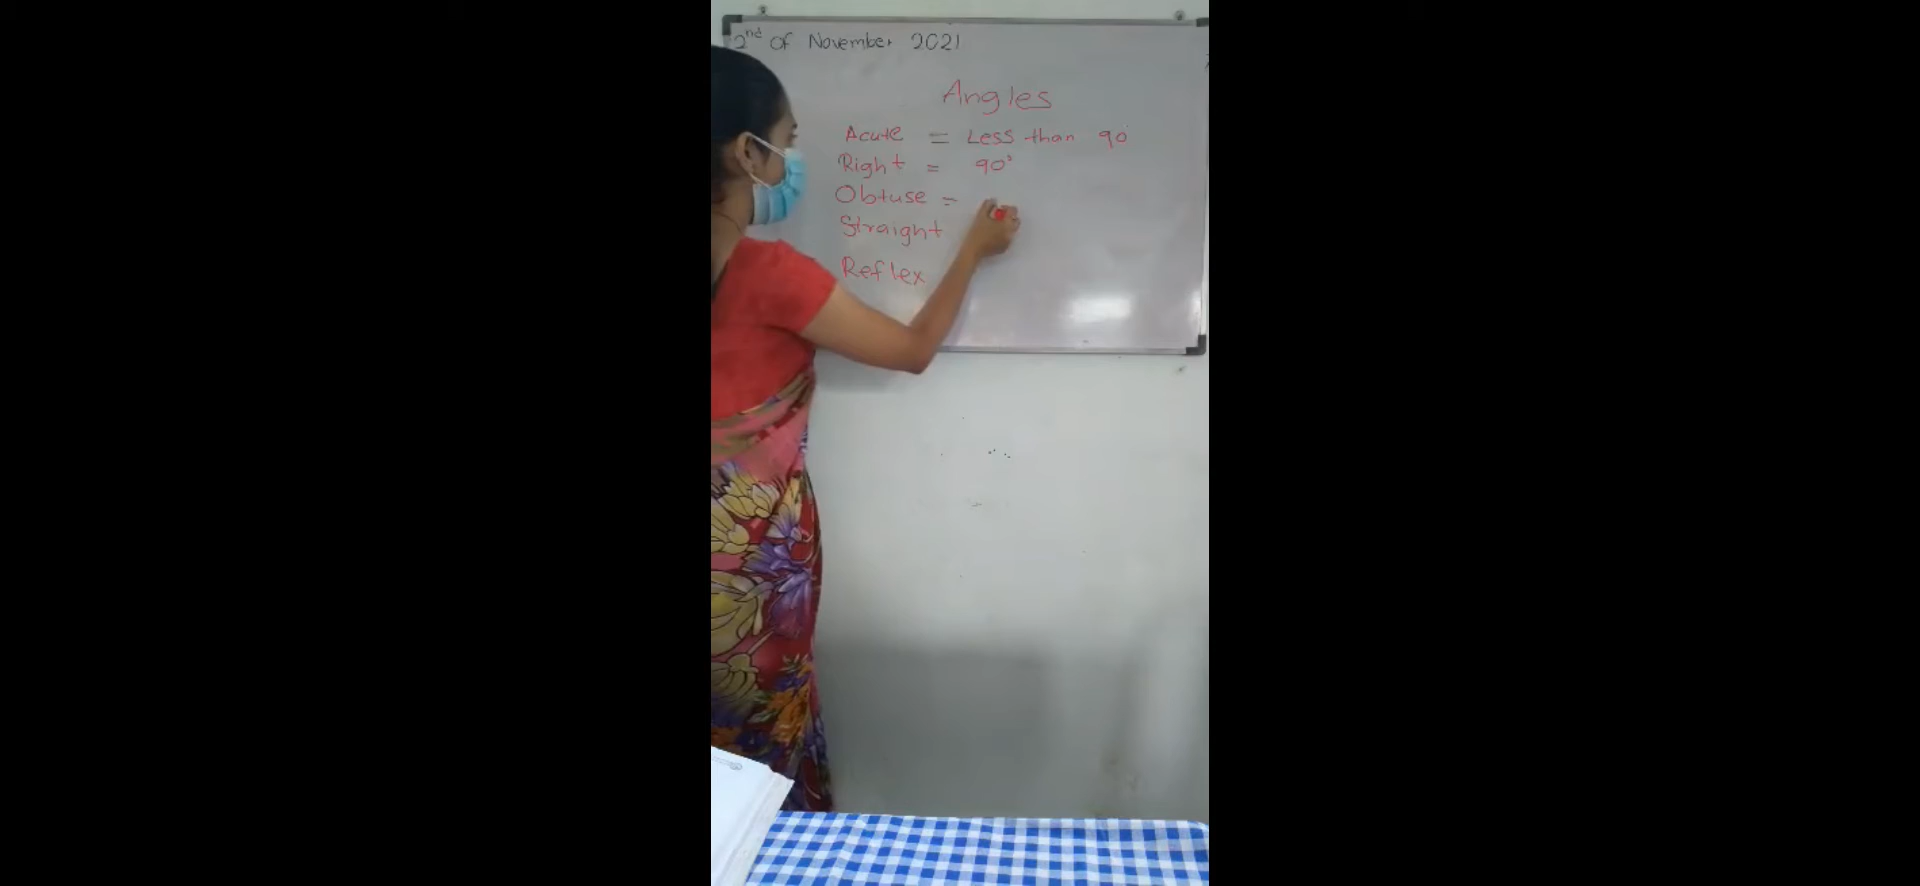 2nd of November 2021
Angles
Acute = Less than 90
Right = 90°
Obtuse =
Straight
Reflex